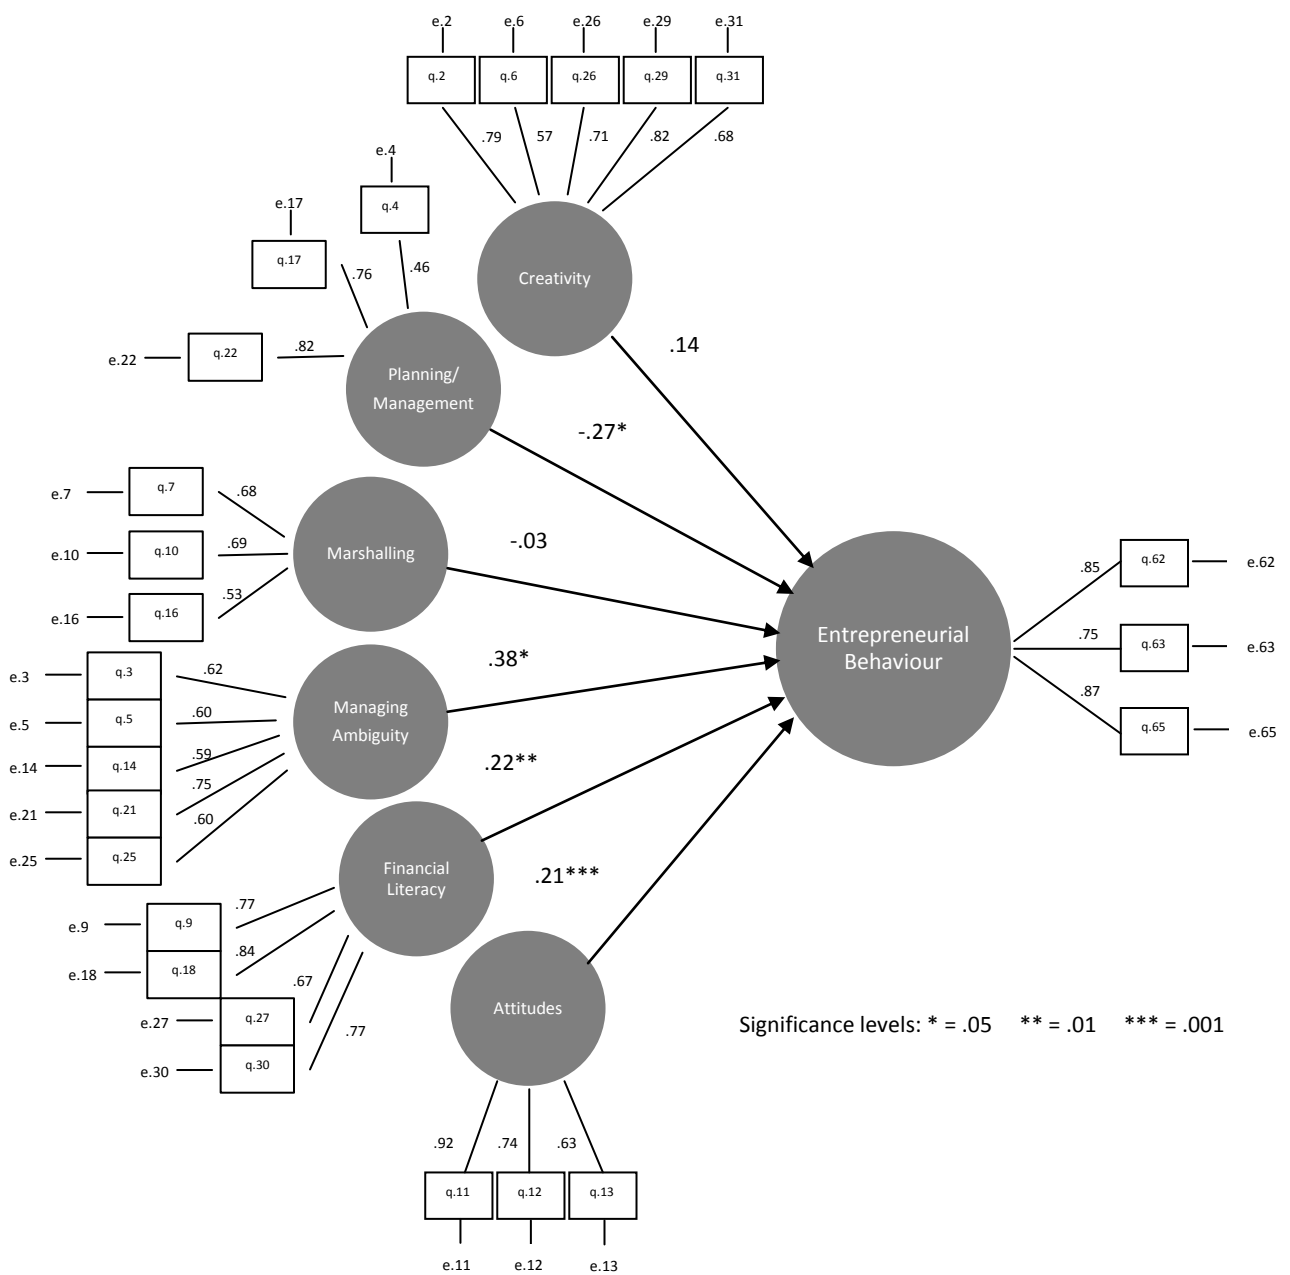 e.2 e.6 e.26 e.29 e.31
q.2 q.6 q.26 q.29 q.31
.79 57 .71 .82 .68
e.4
q.4
e.17
q.17
.76 .46
Creativity
e.22 q.22 .82
Planning/
Management
.14
-.27*
e.7 q.7 .68
e.10 q.10 .69
e.16 q.16 .53
Marshalling
-.03
e.3 q.3 .62
e.5 q.5 .60
e.14 q.14 .59
e.21 q.21 .75
e.25 q.25 .60
Managing
Ambiguity
.38*
Entrepreneurial
Behaviour
.85 q.62 e.62
.75 q.63 e.63
.87 q.65 e.65
.22**
Financial
Literacy
e.9 q.9 .77
e.18 q.18 .84
e.27 q.27 .67
e.30 q.30 .77
.21***
Attitudes
Significance levels: * = .05 ** = .01 *** = .001
.92 .74 .63
q.11 q.12 q.13
e.11 e.12 e.13